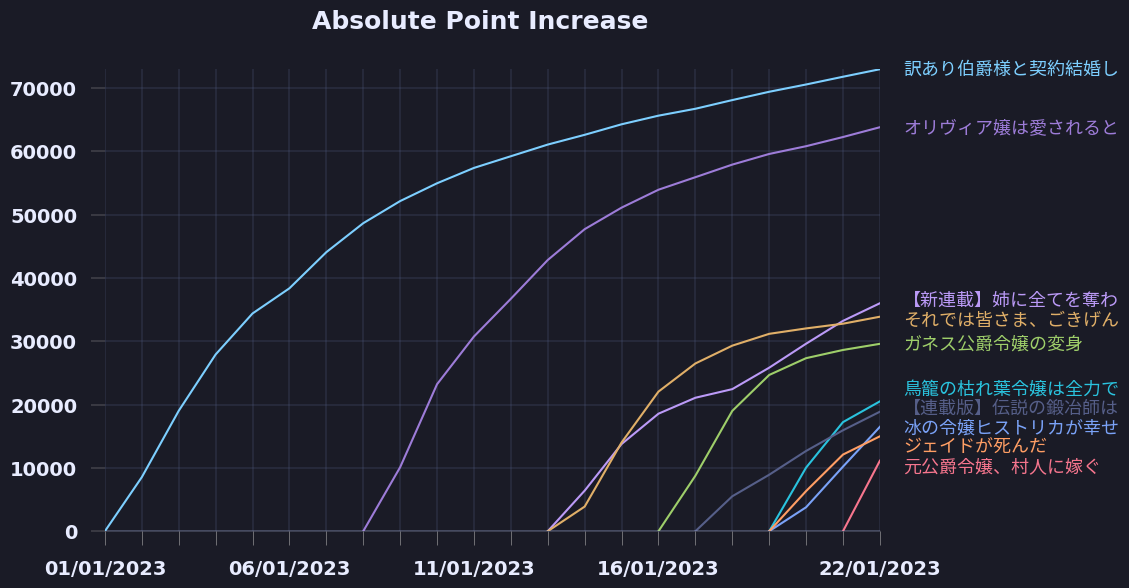 Absolute Point Increase
70000
60000
50000
40000
30000
20000
10000
0
01/01/2023
06/01/2023
11/01/2023
16/01/2023
22/01/2023
訳あり伯爵様と契約結婚し
オリヴィア嬢は愛されると
【新連載】姉に全てを奪わ
それでは皆さま、ごきげん
ガネス公爵令嬢の変身
鳥籠の枯れ葉令嬢は全力で
【連載版】伝説の鍛冶師は
氷の令嬢ヒストリカが幸せ
ジェイドが死んだ
元公爵令嬢、村人に嫁ぐ